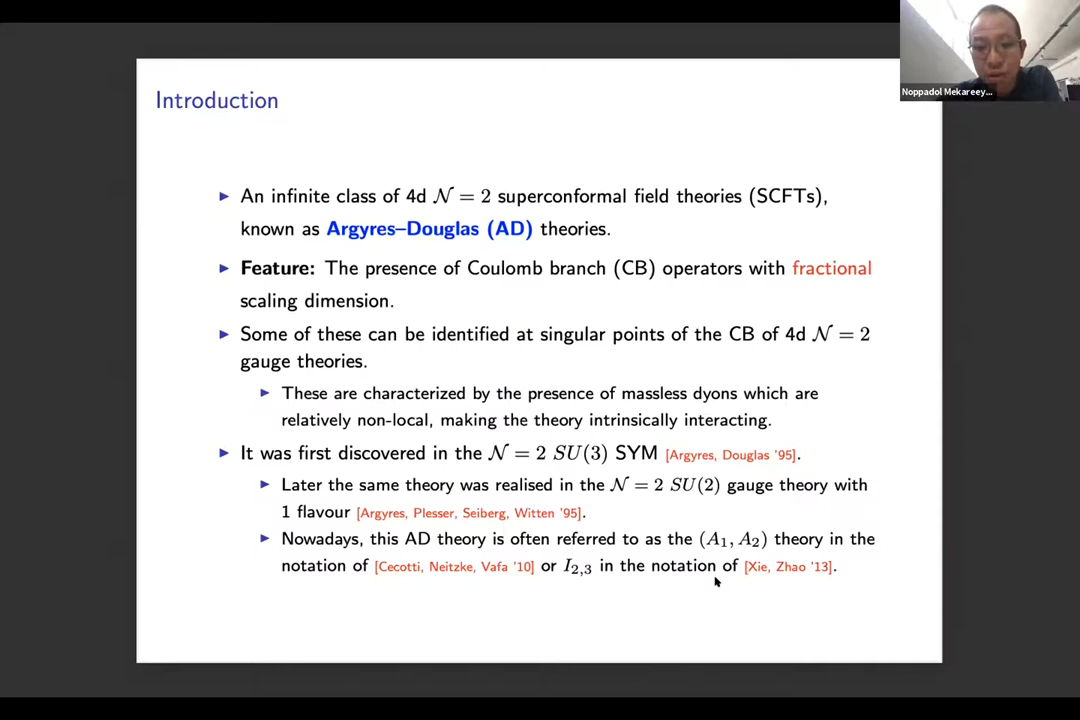 Introduction
Noppadol Mekareey...
▶ An infinite class of 4d 𝒩 = 2 superconformal field theories (SCFTs),
known as Argyres–Douglas (AD) theories.
▶ Feature: The presence of Coulomb branch (CB) operators with fractional
scaling dimension.
▶ Some of these can be identified at singular points of the CB of 4d 𝒩 = 2
gauge theories.
▶ These are characterized by the presence of massless dyons which are
relatively non-local, making the theory intrinsically interacting.
▶ It was first discovered in the 𝒩 = 2 SU(3) SYM [Argyres, Douglas '95].
▶ Later the same theory was realised in the 𝒩 = 2 SU(2) gauge theory with
1 flavour [Argyres, Plesser, Seiberg, Witten '95].
▶ Nowadays, this AD theory is often referred to as the (A₁, A₂) theory in the
notation of [Cecotti, Neitzke, Vafa '10] or I₂,₃ in the notation of [Xie, Zhao '13].